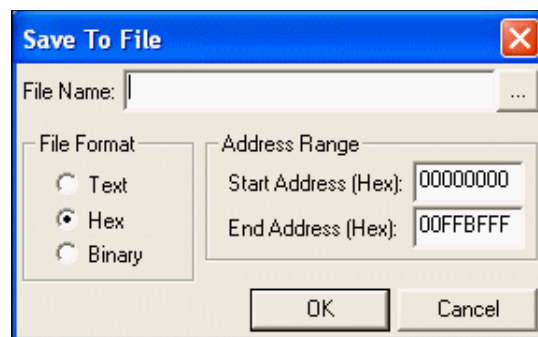 Save To File
File Name:
...
File Format
Text
Hex
Binary
Address Range
Start Address (Hex): 00000000
End Address (Hex): 00FFBFFF
OK
Cancel